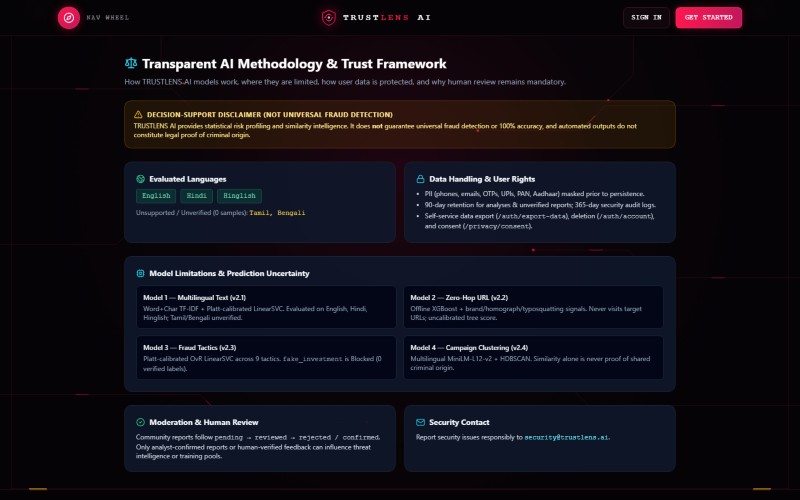 NAV WHEEL
TRUSTLENS AI
SIGN IN
GET STARTED
Transparent AI Methodology & Trust Framework
How TRUSTLENS AI models work, where they are limited, how user data is protected, and why human review remains mandatory.
DECISION-SUPPORT DISCLAIMER (NOT UNIVERSAL FRAUD DETECTION)
TRUSTLENS AI provides statistical risk profiling and similarity intelligence. It does not guarantee universal fraud detection or 100% accuracy, and automated outputs do not
constitute legal proof of criminal origin.
Evaluated Languages
English Hindi Hinglish
Unsupported / Unverified (0 samples): Tamil, Bengali
Data Handling & User Rights
• PII (phones, emails, OTPs, UPIs, PAN, Aadhaar) masked prior to persistence.
• 90-day retention for analyses & unverified reports; 365-day security audit logs.
• Self-service data export (/auth/export-data), deletion (/auth/account),
and consent (/privacy/consent).
Model Limitations & Prediction Uncertainty
Model 1 — Multilingual Text (v2.1)
Word+Char TF-IDF + Platt-calibrated LinearSVC. Evaluated on English, Hindi,
Hinglish; Tamil/Bengali unverified.
Model 2 — Zero-Hop URL (v2.2)
Offline XGBoost + brand/homograph/typosquatting signals. Never visits target
URLs; uncalibrated tree score.
Model 3 — Fraud Tactics (v2.3)
Platt-calibrated OvR LinearSVC across 9 tactics. fake_investment is Blocked (0
verified labels).
Model 4 — Campaign Clustering (v2.4)
Multilingual MiniLM-L12-v2 + HDBSCAN. Similarity alone is never proof of shared
criminal origin.
Moderation & Human Review
Community reports follow pending → reviewed → rejected / confirmed.
Only analyst-confirmed reports or human-verified feedback can influence threat
intelligence or training pools.
Security Contact
Report security issues responsibly to security@trustlens.ai.